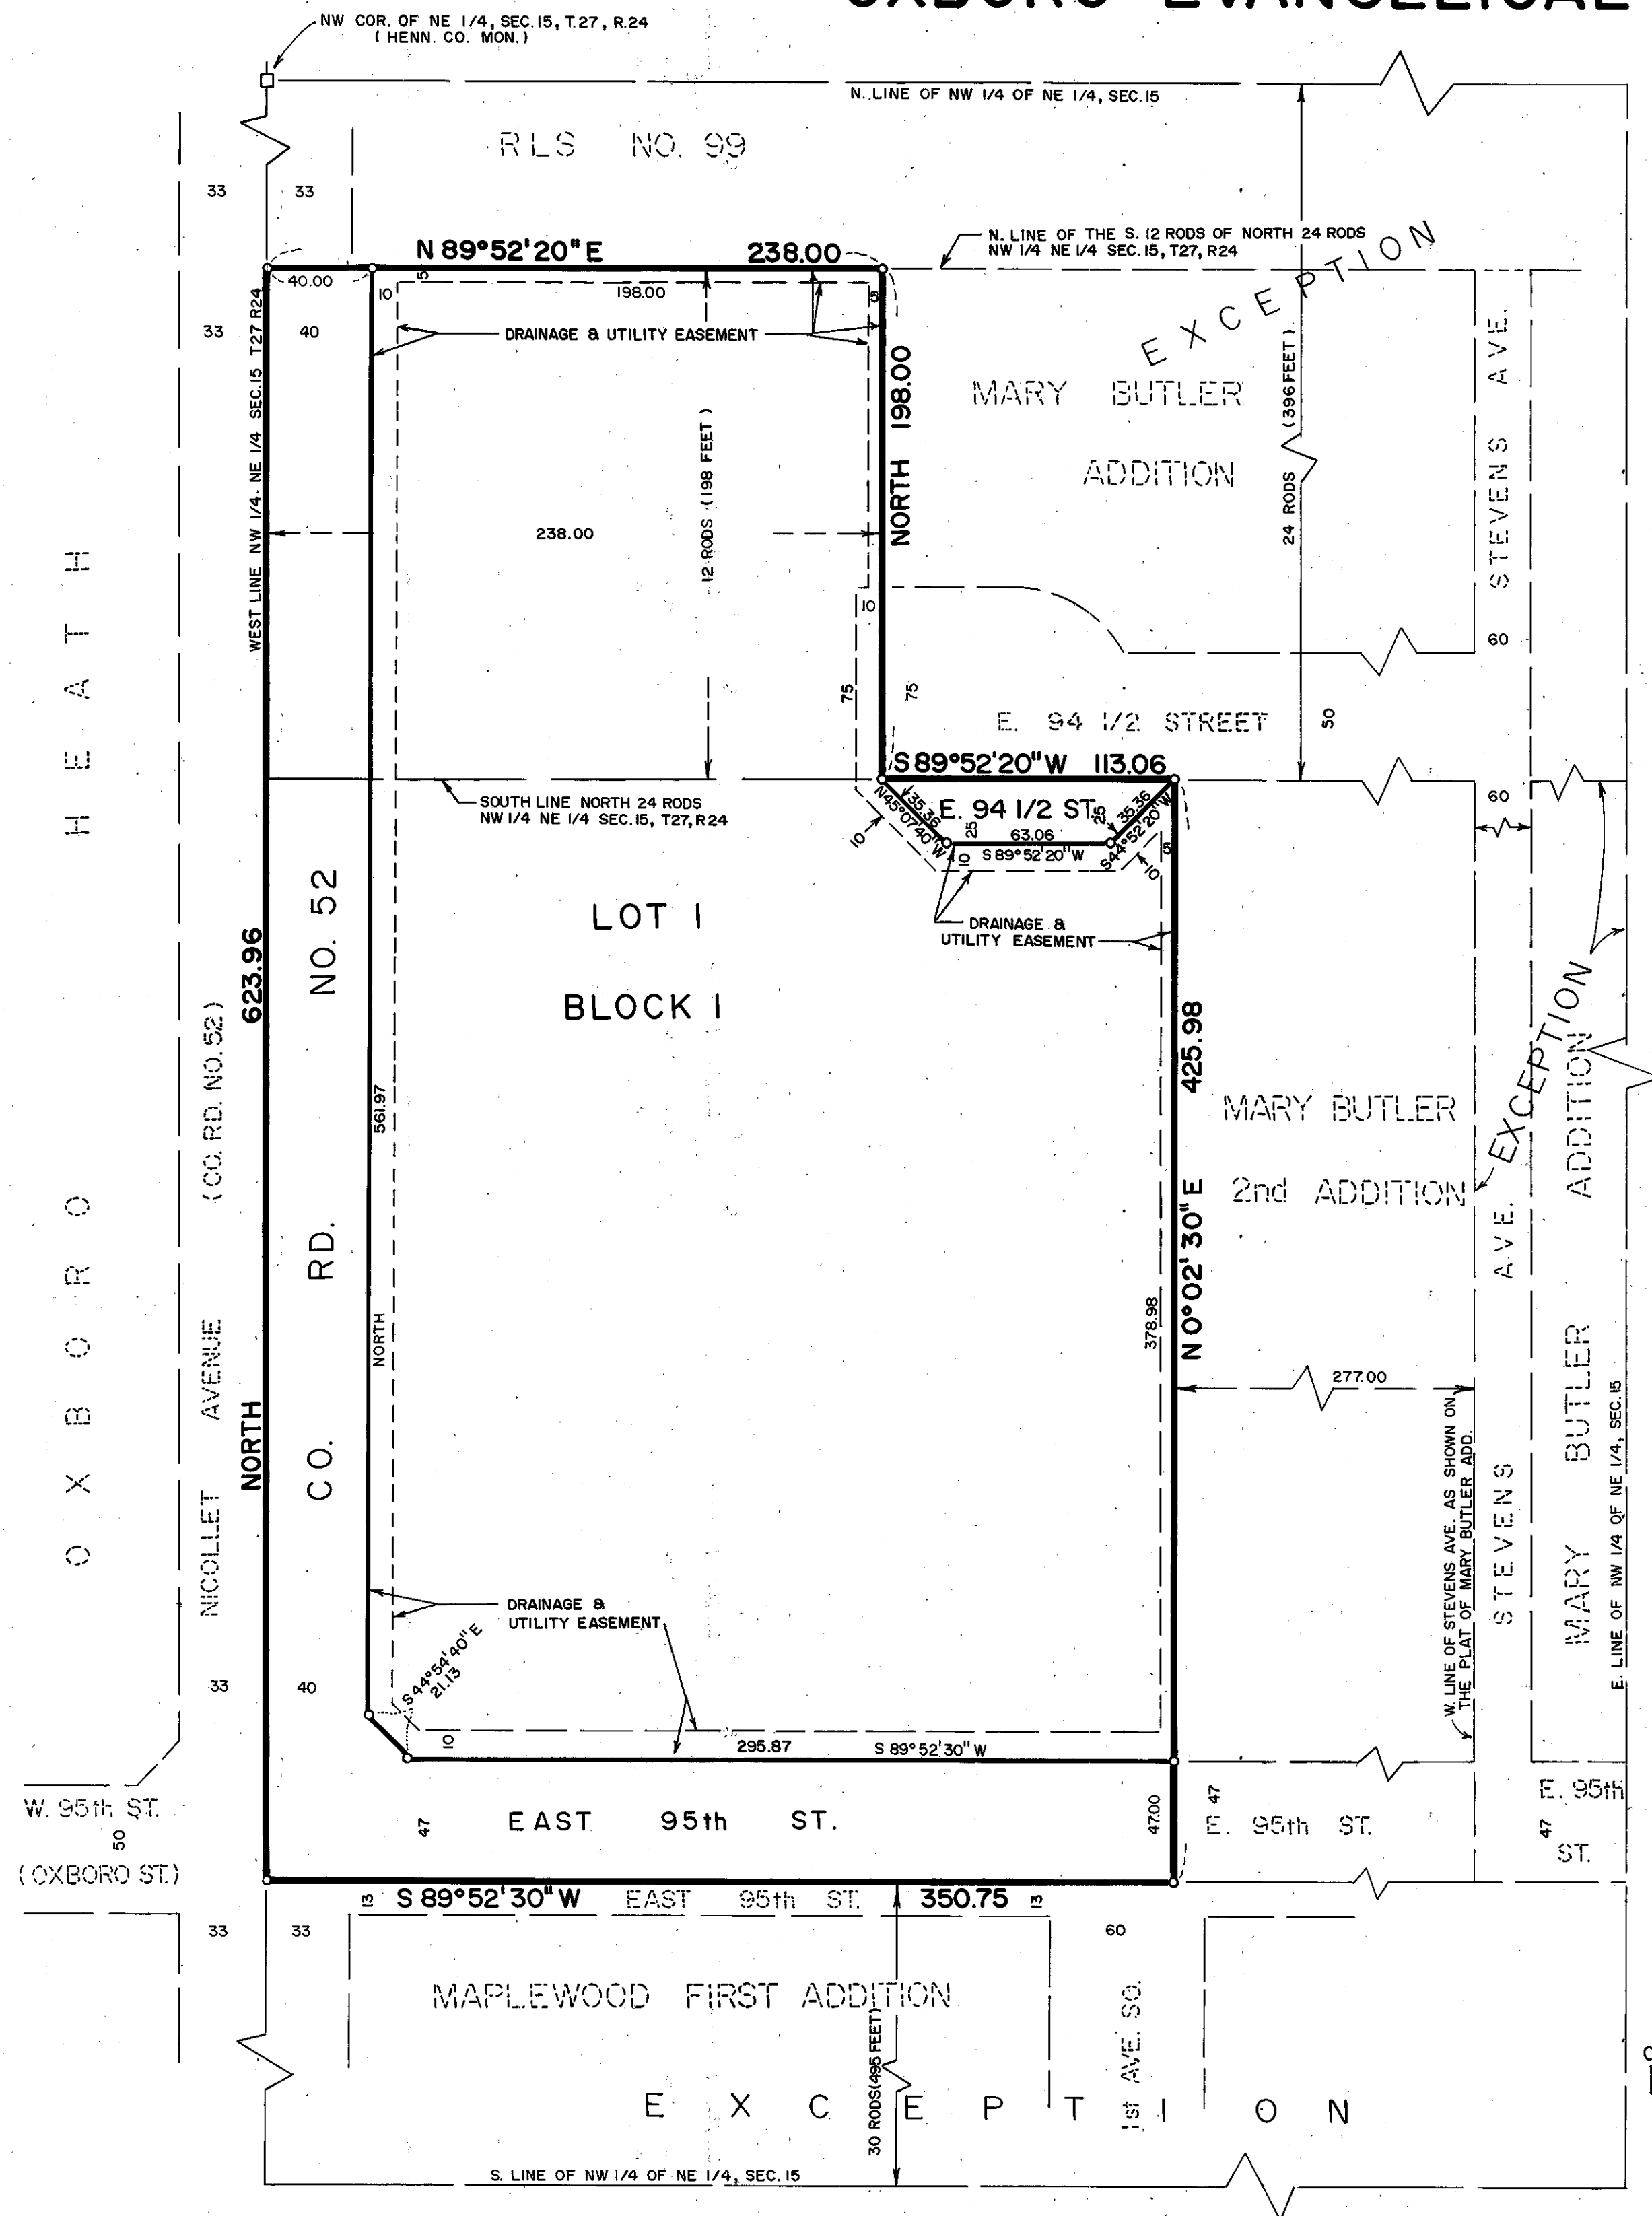 NW COR. OF NE 1/4, SEC.15, T.27, R.24
( HENN. CO. MON.)
N. LINE OF NW 1/4 OF NE 1/4, SEC.15
RLS NO. 99
33
33
N 89°52'20" E
238.00
N. LINE OF THE S. 12 RODS OF NORTH 24 RODS
NW 1/4 NE 1/4 SEC.15, T27, R24
EXCEPTION
40.00
10
5
198.00
5
33
40
DRAINAGE & UTILITY EASEMENT
WEST LINE NW 1/4 NE 1/4 SEC.15 T27 R24
12 RODS (198 FEET)
238.00
NORTH 198.00
MARY BUTLER
ADDITION
24 RODS (396 FEET)
STEVENS AVE.
60
10
75
75
E. 94 1/2 STREET
50
S 89°52'20" W 113.06
SOUTH LINE NORTH 24 RODS
NW 1/4 NE 1/4 SEC.15, T27, R24
E. 94 1/2 ST.
35.36
N45°07'40"W
25
63.06
S 89°52'20"W
25
35.36
S44°52'20"W
10
10
10
5
60
DRAINAGE &
UTILITY EASEMENT
HEATH
OXBORO
LOT 1
BLOCK 1
623.96
NORTH
NICOLLET AVENUE (CO. RD. NO. 52)
CO. RD. NO. 52
561.97
NORTH
425.98
N 0°02'30" E
378.98
MARY BUTLER
2nd ADDITION
EXCEPTION
277.00
W. LINE OF STEVENS AVE. AS SHOWN ON
THE PLAT OF MARY BUTLER ADD.
STEVENS AVE.
MARY BUTLER ADDITION
E. LINE OF NW 1/4 OF NE 1/4, SEC.15
DRAINAGE &
UTILITY EASEMENT
33
40
S 44°54'40"E
21.13
10
295.87
S 89°52'30"W
W. 95th ST.
50
(OXBORO ST.)
47
EAST 95th ST.
47.00
47
E. 95th ST.
E. 95th
47
ST.
13
S 89°52'30" W
EAST 95th ST.
350.75
13
33
33
60
MAPLEWOOD FIRST ADDITION
30 RODS (495 FEET)
1st AVE. SO.
EXCEPTION
S. LINE OF NW 1/4 OF NE 1/4, SEC.15